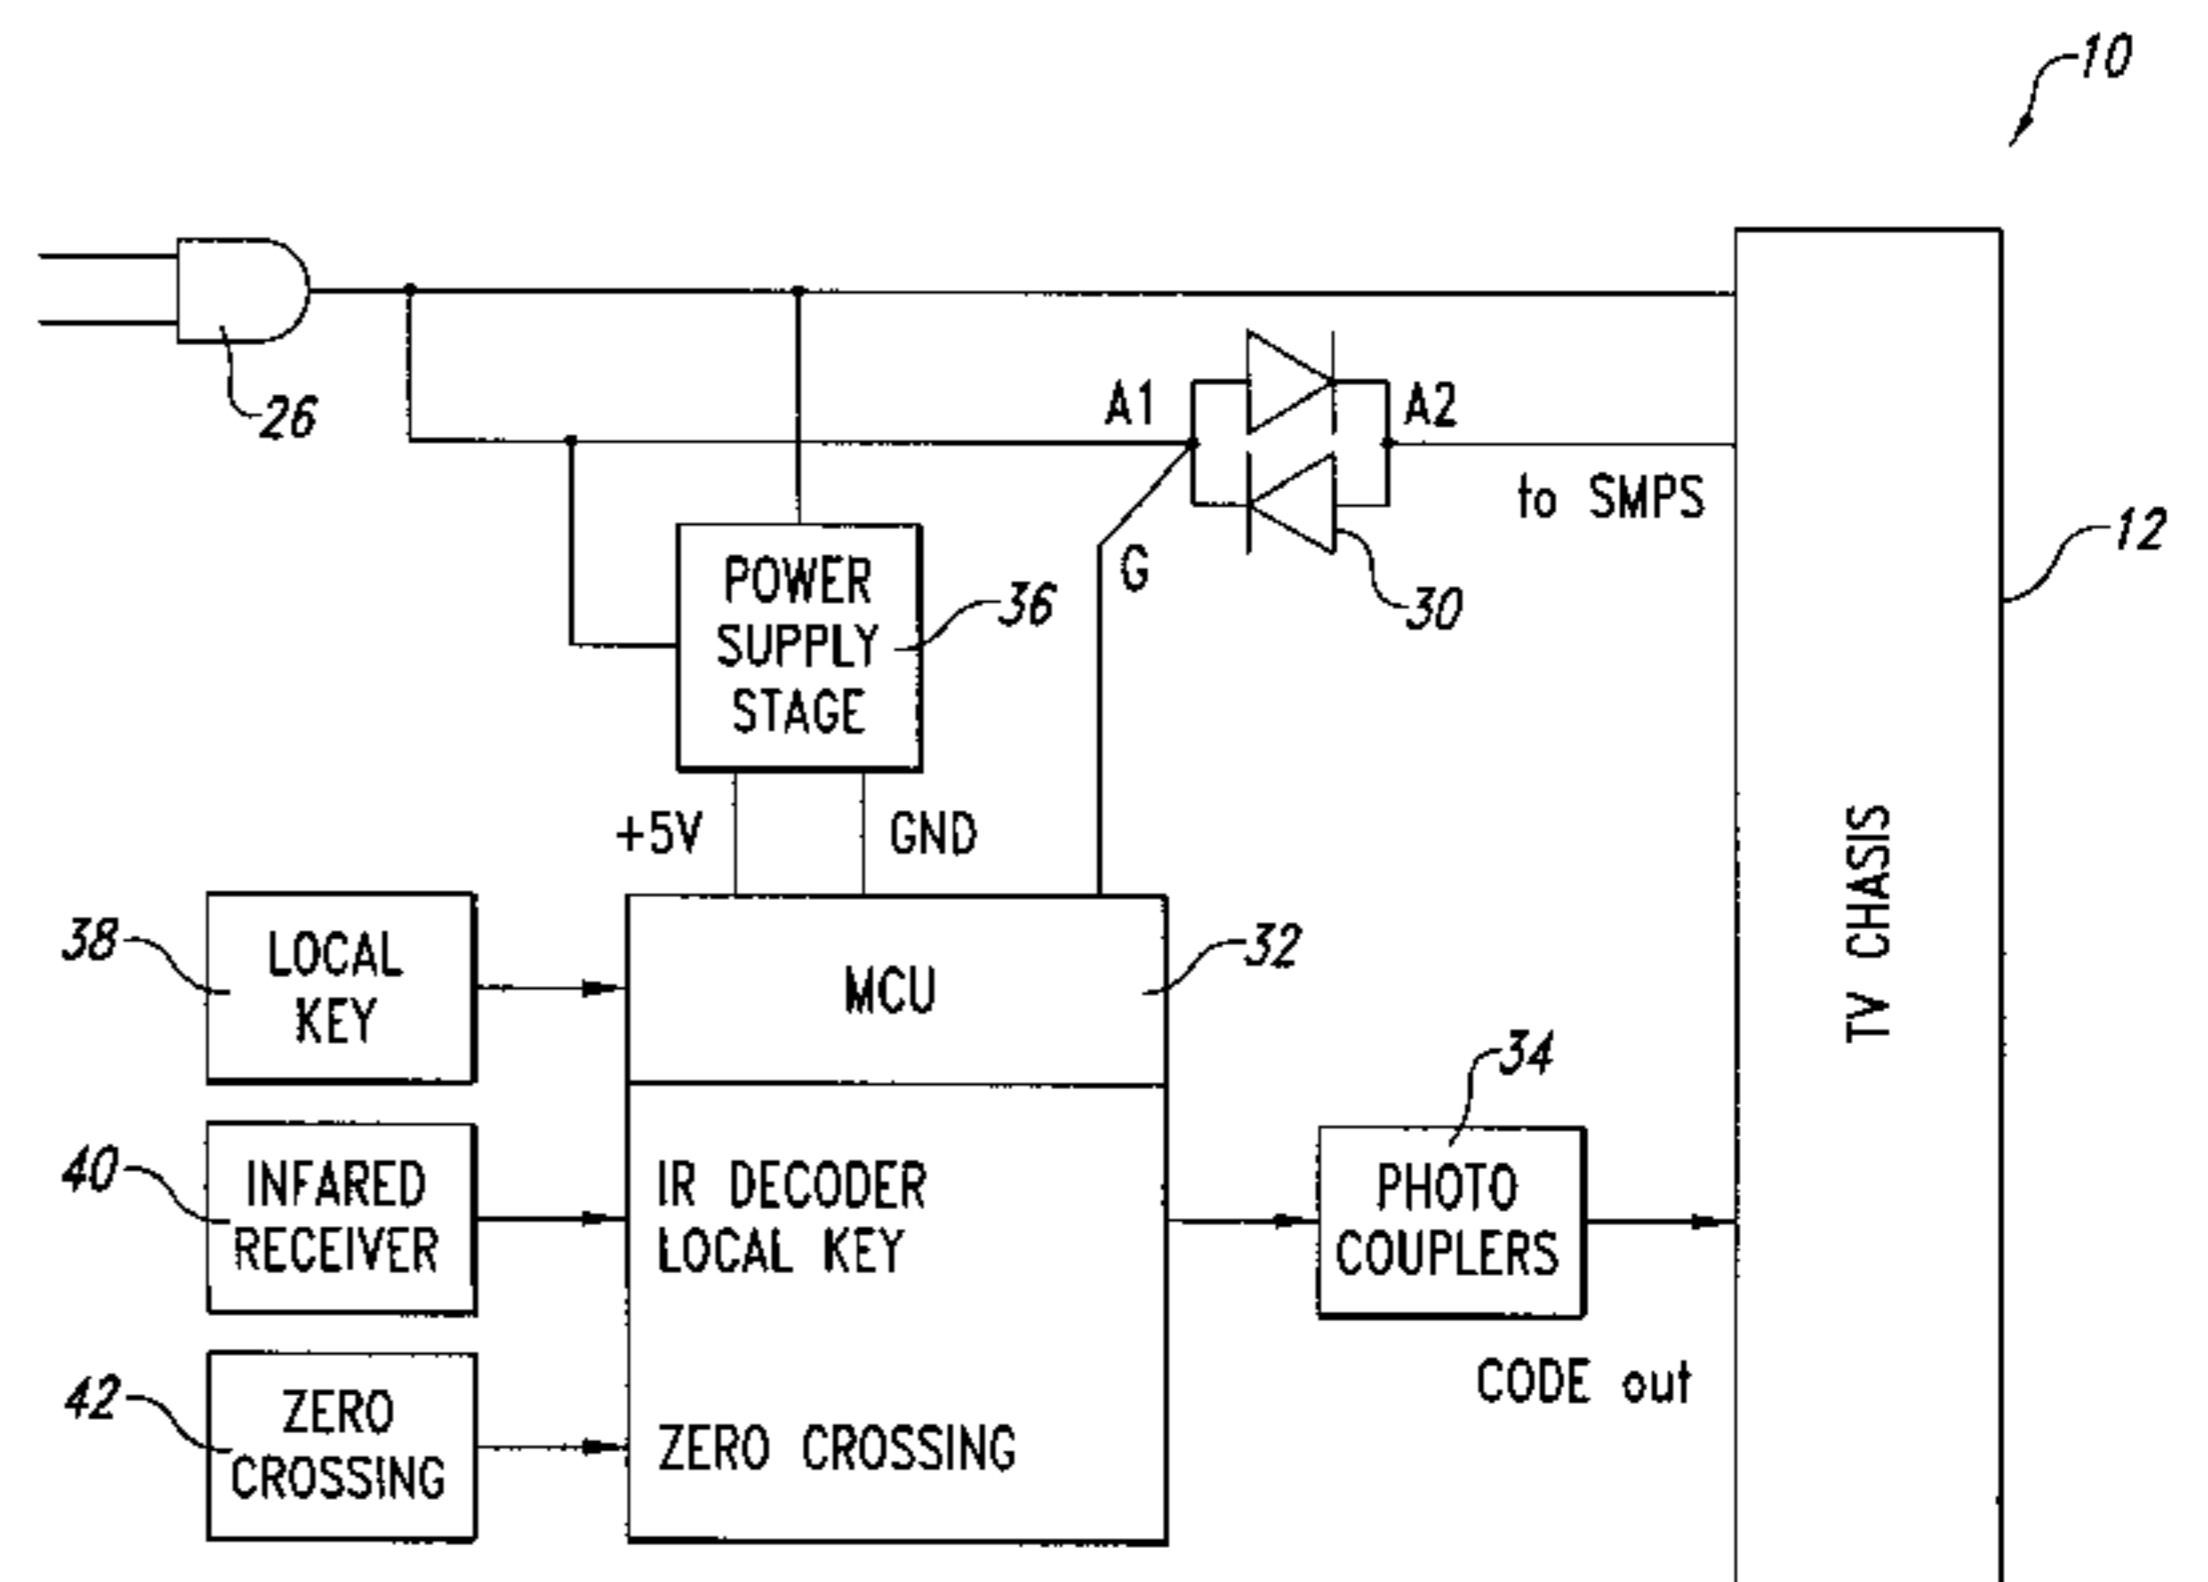 10
26
A1
A2
to SMPS
12
G
30
POWER
SUPPLY
STAGE
36
+5V
GND
TV CHASIS
38
LOCAL
KEY
MCU
32
34
40
INFARED
RECEIVER
IR DECODER
LOCAL KEY
PHOTO
COUPLERS
CODE out
42
ZERO
CROSSING
ZERO CROSSING